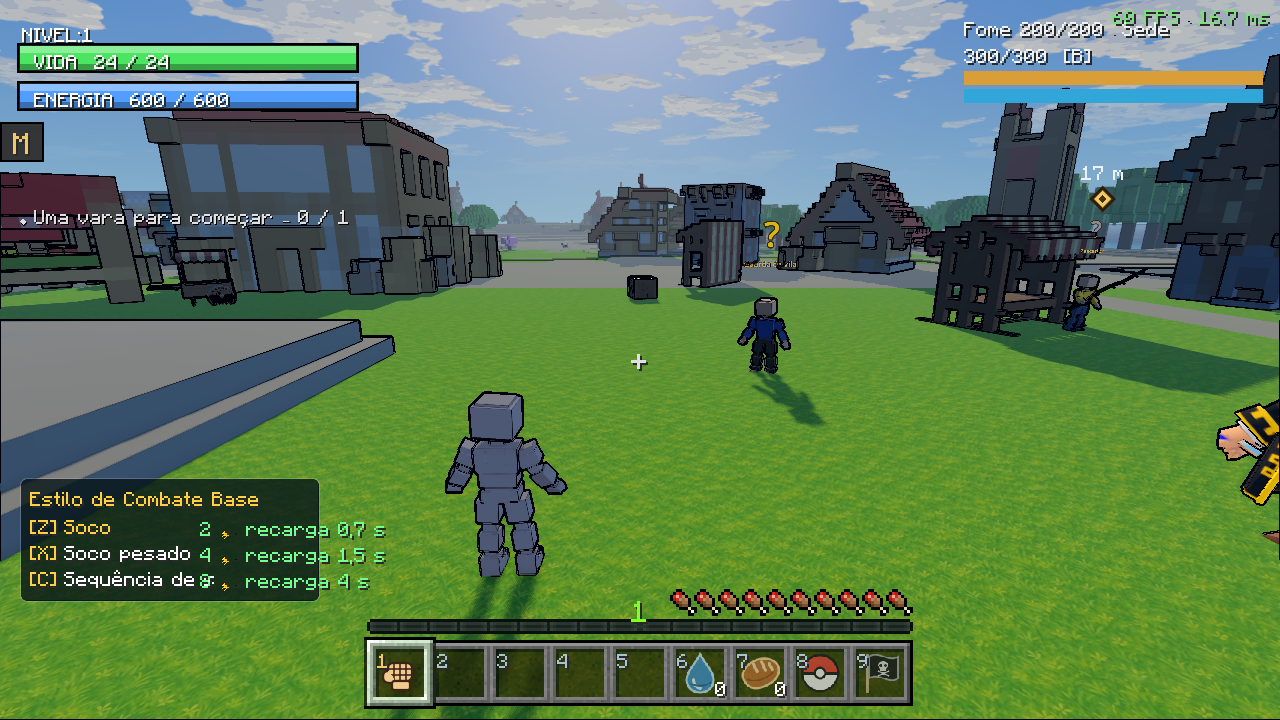 NIVEL:1
VIDA 24 / 24
ENERGIA 600 / 600
M
60 FPS · 16.7 ms
Fome 200/200 · Sede
300/300 [B]
17 m
Uma vara para começar - 0 / 1
?
?
Estilo de Combate Base
[Z] Soco 2 recarga 0,7 s
[X] Soco pesado 4 recarga 1,5 s
[C] Sequência de recarga 4 s
1
1 2 3 4 5 6 7 8 9
0 0